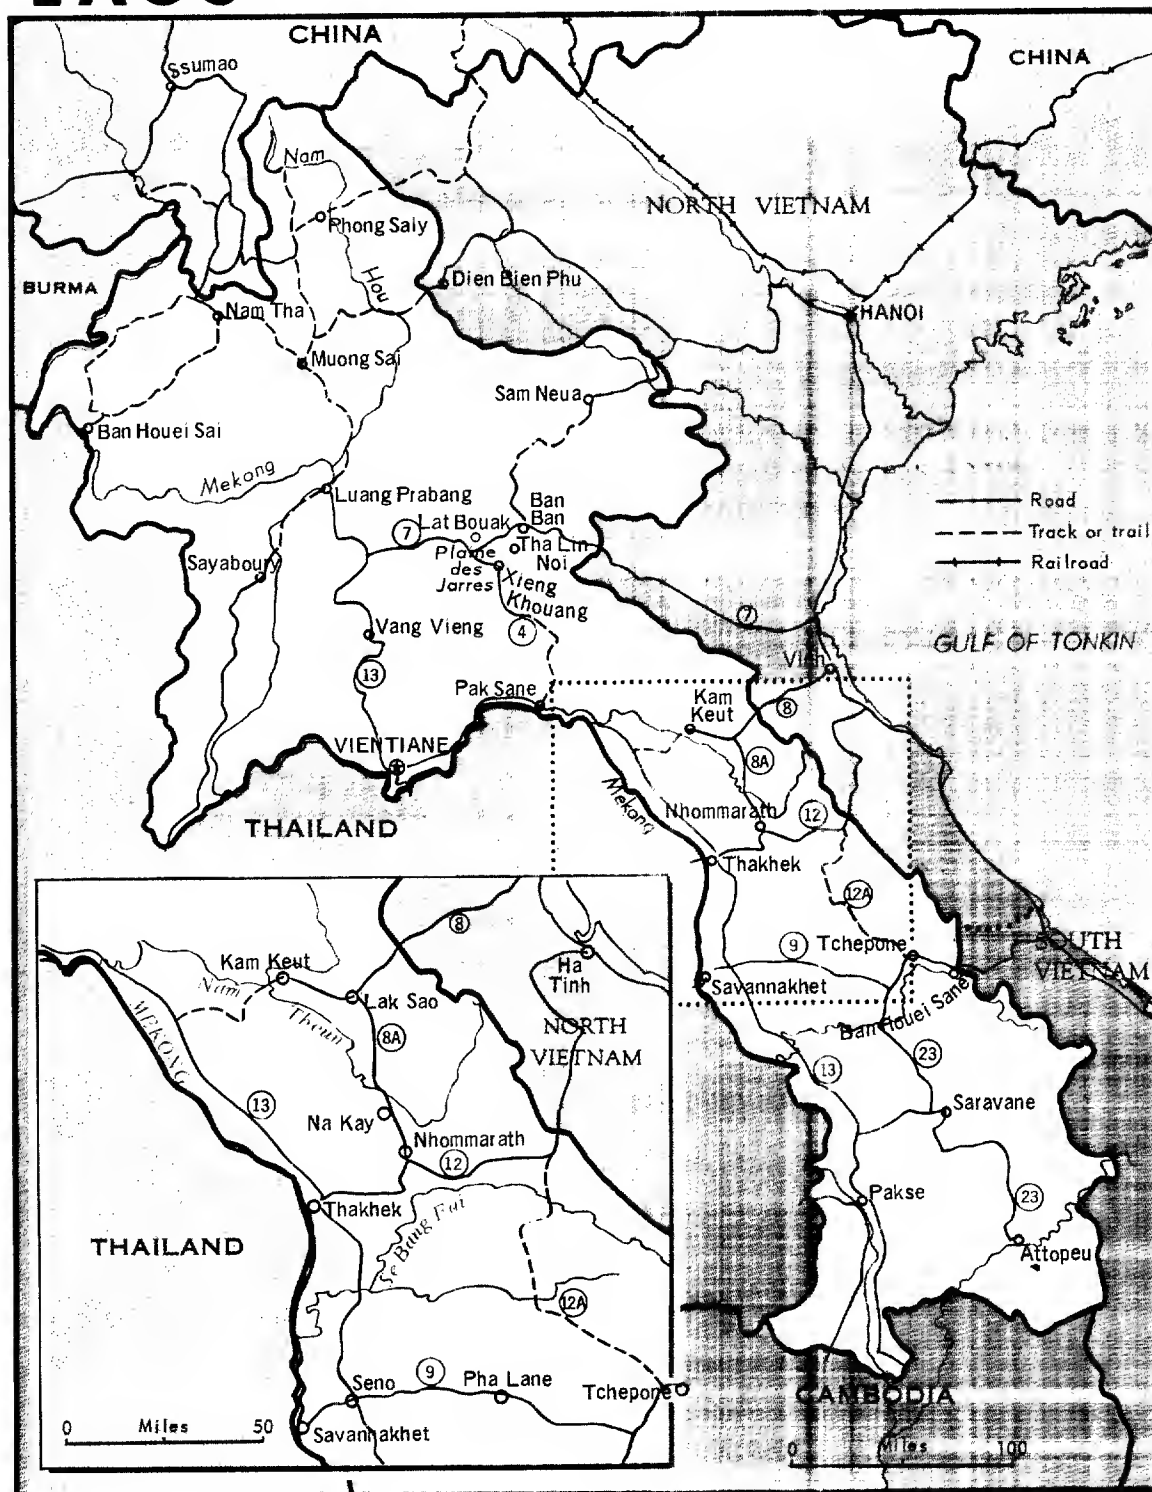 CHINA
CHINA
Ssumao
Nam
NORTH VIETNAM
Phong Saly
BURMA
Hou
Dien Bien Phu
Nam Tha
HANOI
Muong Sai
Sam Neua
Ban Houei Sai
Mekong
Luang Prabang
Ban
Ban
Road
Lat Bouak
7
Track or trail
Tha Lin
Noi
Plaine
des
Jarres
Sayaboury
Railroad
Xieng
Khouang
7
Vang Vieng
4
GULF OF TONKIN
13
Vinh
Pak Sane
Kam
Keut
8
VIENTIANE
8A
Mekong
Nhommarath
12
THAILAND
Thakhek
12A
9
Tchepone
SOUTH
VIETNAM
Savannakhet
Ban Houei Sane
13
23
Saravane
Pakse
23
Attopeu
CAMBODIA
0 Miles 100
8
Kam Keut
Ha
Tinh
Nam
Lak Sao
MEKONG
Theun
8A
NORTH
VIETNAM
13
Na Kay
Nhommarath
12
Thakhek
Se Bang Fai
THAILAND
12A
9
Seno
Pha Lane
Tchepone
0 Miles 50
Savannakhet